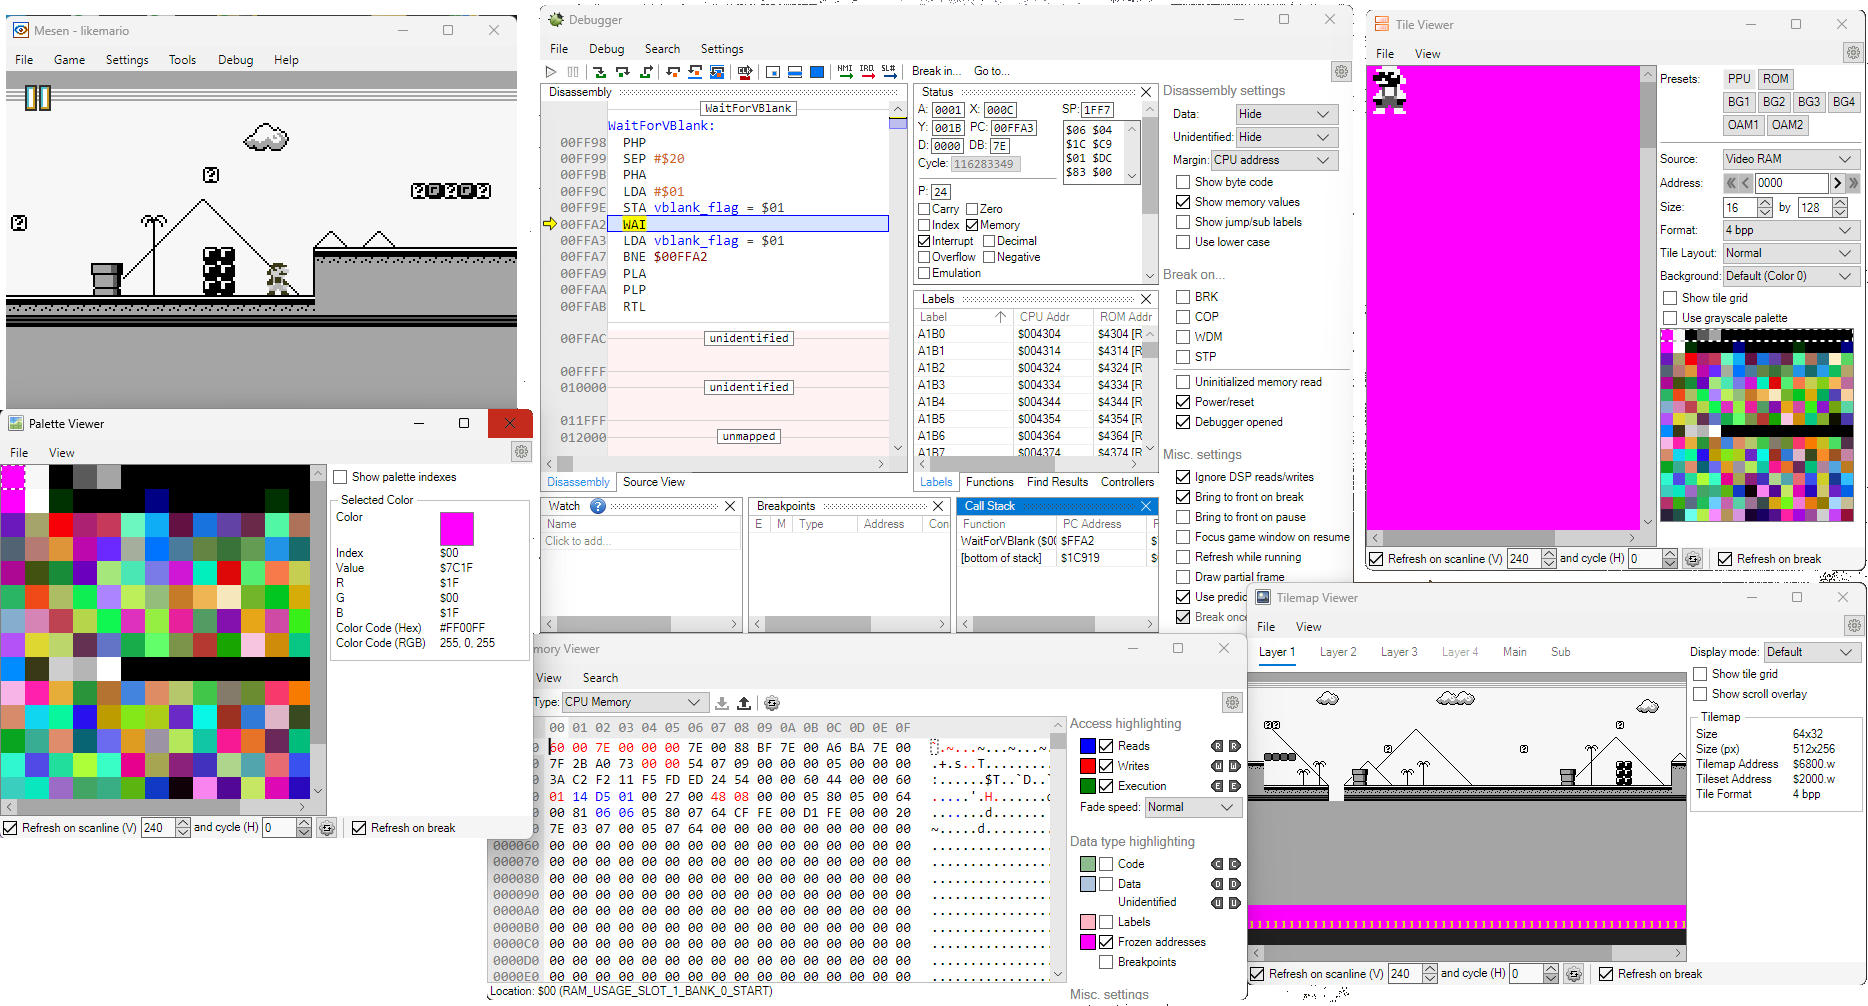 Mesen - likemario
File Game Settings Tools Debug Help
?
? ? ?
?
Palette Viewer
File View
Show palette indexes
Selected Color
Color
Index $00
Value $7C1F
R $1F
G $00
B $1F
Color Code (Hex) #FF00FF
Color Code (RGB) 255, 0, 255
Refresh on scanline (V) 240 and cycle (H) 0 Refresh on break
Debugger
File Debug Search Settings
NMI IRQ SL# Break in... Go to...
Disassembly
WaitForVBlank
WaitForVBlank:
00FF98 PHP
00FF99 SEP #$20
00FF9B PHA
00FF9C LDA #$01
00FF9E STA vblank_flag = $01
00FFA2 WAI
00FFA3 LDA vblank_flag = $01
00FFA7 BNE $00FFA2
00FFA9 PLA
00FFAA PLP
00FFAB RTL
00FFAC unidentified
00FFFF
010000 unidentified
011FFF
012000 unmapped
Disassembly Source View
Status
A: 0001 X: 000C SP: 1FF7
Y: 001B PC: 00FFA3
D: 0000 DB: 7E
Cycle: 116283349
$06 $04
$1C $C9
$01 $DC
$83 $00
P: 24
Carry Zero
Index Memory
Interrupt Decimal
Overflow Negative
Emulation
Labels
Label CPU Addr ROM Addr
A1B0 $004304 $4304 [R
A1B1 $004314 $4314 [R
A1B2 $004324 $4324 [R
A1B3 $004334 $4334 [R
A1B4 $004344 $4344 [R
A1B5 $004354 $4354 [R
A1B6 $004364 $4364 [R
A1B7 $004374 $4374 [R
Labels Functions Find Results Controllers
Watch ?
Name
Click to add...
Breakpoints
E M Type Address Con
Call Stack
Function PC Address F
WaitForVBlank ($00 $FFA2
[bottom of stack] $1C919
Disassembly settings
Data: Hide
Unidentified: Hide
Margin: CPU address
Show byte code
Show memory values
Show jump/sub labels
Use lower case
Break on...
BRK
COP
WDM
STP
Uninitialized memory read
Power/reset
Debugger opened
Misc. settings
Ignore DSP reads/writes
Bring to front on break
Bring to front on pause
Focus game window on resume
Refresh while running
Draw partial frame
Use predic
Break once
Tile Viewer
File View
Presets: PPU ROM
BG1 BG2 BG3 BG4
OAM1 OAM2
Source: Video RAM
Address: 0000
Size: 16 by 128
Format: 4 bpp
Tile Layout: Normal
Background: Default (Color 0)
Show tile grid
Use grayscale palette
Refresh on scanline (V) 240 and cycle (H) 0 Refresh on break
mory Viewer
View Search
Type: CPU Memory
00 01 02 03 04 05 06 07 08 09 0A 0B 0C 0D 0E 0F
0 60 00 7E 00 00 00 7E 00 88 BF 7E 00 A6 BA 7E 00
0 7F 2B A0 73 00 00 54 07 09 00 00 00 05 00 00 00
0 3A C2 F2 11 F5 FD ED 24 54 00 00 60 44 00 00 60
0 01 14 D5 01 00 27 00 48 08 00 00 05 80 05 00 64
0 00 81 06 06 05 80 07 64 CF FE 00 D1 FE 00 00 20
7E 03 07 00 05 07 64 00 00 00 00 00 00 00 00 00
000060 00 00 00 00 00 00 00 00 00 00 00 00 00 00 00 00
000070 00 00 00 00 00 00 00 00 00 00 00 00 00 00 00 00
000080 00 00 00 00 00 00 00 00 00 00 00 00 00 00 00 00
000090 00 00 00 00 00 00 00 00 00 00 00 00 00 00 00 00
0000A0 00 00 00 00 00 00 00 00 00 00 00 00 00 00 00 00
0000B0 00 00 00 00 00 00 00 00 00 00 00 00 00 00 00 00
0000C0 00 00 00 00 00 00 00 00 00 00 00 00 00 00 00 00
0000D0 00 00 00 00 00 00 00 00 00 00 00 00 00 00 00 00
0000E0 00 00 00 00 00 00 00 00 00 00 00 00 00 00 00 00
Location: $00 (RAM_USAGE_SLOT_1_BANK_0_START)
Access highlighting
Reads R R
Writes W W
Execution E E
Fade speed: Normal
Data type highlighting
Code C C
Data D D
Unidentified U U
Labels
Frozen addresses
Breakpoints
Misc. settings
Tilemap Viewer
File View
Layer 1 Layer 2 Layer 3 Layer 4 Main Sub
Display mode: Default
Show tile grid
Show scroll overlay
Tilemap
Size 64x32
Size (px) 512x256
Tilemap Address $6800.w
Tileset Address $2000.w
Tile Format 4 bpp
Refresh on scanline (V) 240 and cycle (H) 0 Refresh on break